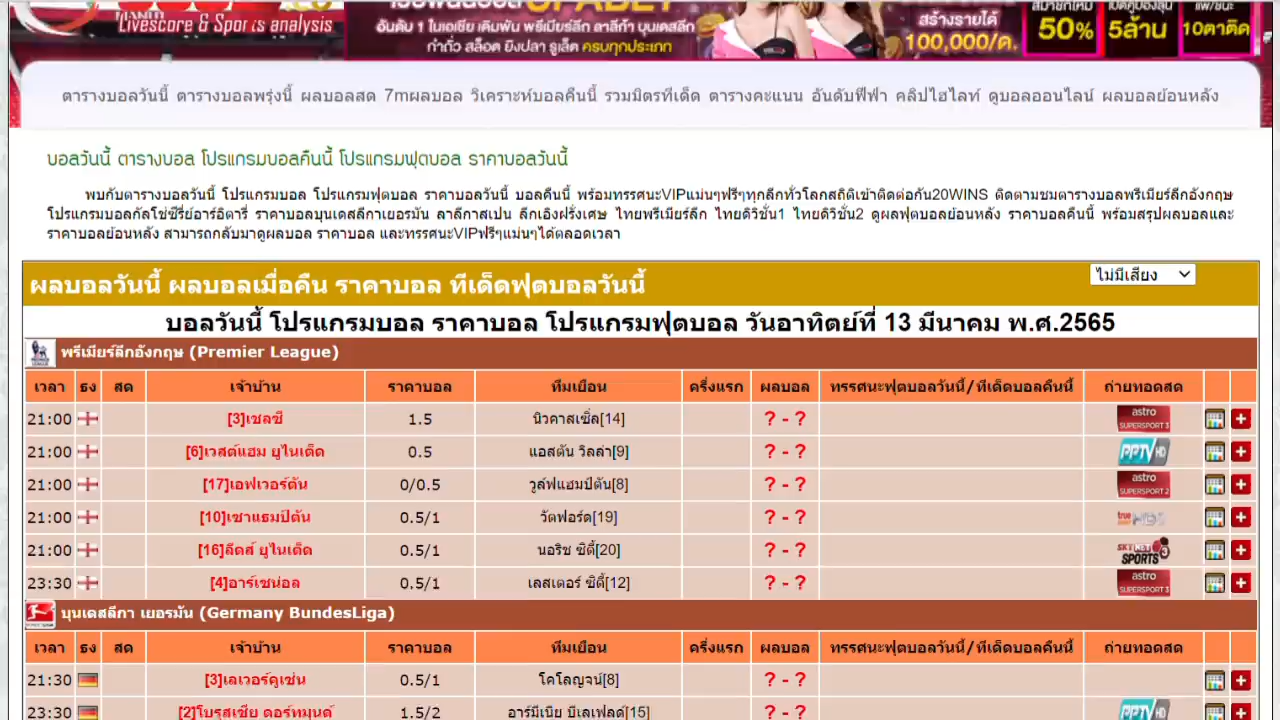 Livescore & Sports analysis
อันดับ 1 ในเอเชีย เดิมพัน พรีเมียร์ลีก ลาลีก้า บุนเดสลีก
กำถั่ว สล็อต ยิงปลา รูเล็ต ครบทุกประเภท
สร้างรายได้
100,000/ด.
50%
5ล้าน
10ตาติด
ตารางบอลวันนี้ ตารางบอลพรุ่งนี้ ผลบอลสด 7mผลบอล วิเคราะห์บอลคืนนี้ รวมมิตรทีเด็ด ตารางคะแนน อันดับฟีฟ่า คลิปไฮไลท์ ดูบอลออนไลน์ ผลบอลย้อนหลัง
บอลวันนี้ ตารางบอล โปรแกรมบอลคืนนี้ โปรแกรมฟุตบอล ราคาบอลวันนี้
พบกับตารางบอลวันนี้ โปรแกรมบอล โปรแกรมฟุตบอล ราคาบอลวันนี้ บอลคืนนี้ พร้อมทรรศนะVIPแม่นๆฟรีๆทุกลีกทั่วโลกสถิติเข้าติดต่อกัน20WINS ติดตามชมตารางบอลพรีเมียร์ลีกอังกฤษ
โปรแกรมบอลกัลโช่ซีรี่ย์อาร์อิตารี่ ราคาบอลบุนเดสลีกาเยอรมัน ลาลีกาสเปน ลีกเอิงฝรั่งเศษ ไทยพรีเมียร์ลีก ไทยดิวิชั่น1 ไทยดิวิชั่น2 ดูผลฟุตบอลย้อนหลัง ราคาบอลคืนนี้ พร้อมสรุปผลบอลและ
ราคาบอลย้อนหลัง สามารถกลับมาดูผลบอล ราคาบอล และทรรศนะVIPฟรีๆแม่นๆได้ตลอดเวลา
ผลบอลวันนี้ ผลบอลเมื่อคืน ราคาบอล ทีเด็ดฟุตบอลวันนี้ ไม่มีเสียง
บอลวันนี้ โปรแกรมบอล ราคาบอล โปรแกรมฟุตบอล วันอาทิตย์ที่ 13 มีนาคม พ.ศ.2565
พรีเมียร์ลีกอังกฤษ (Premier League)
เวลา ธง สด เจ้าบ้าน ราคาบอล ทีมเยือน ครึ่งแรก ผลบอล ทรรศนะฟุตบอลวันนี้/ทีเด็ดบอลคืนนี้ ถ่ายทอดสด
21:00 [3]เชลซี 1.5 นิวคาสเซิ่ล[14] ? - ? astro SUPERSPORT 3
21:00 [6]เวสต์แฮม ยูไนเต็ด 0.5 แอสตัน วิลล่า[9] ? - ? PPTV HD
21:00 [17]เอฟเวอร์ตัน 0/0.5 วูล์ฟแฮมป์ตัน[8] ? - ? astro SUPERSPORT 2
21:00 [10]เซาแธมป์ตัน 0.5/1 วัตฟอร์ด[19] ? - ? true
21:00 [16]ลีดส์ ยูไนเต็ด 0.5/1 นอริช ซิตี้[20] ? - ? SKY NET SPORTS 3
23:30 [4]อาร์เซน่อล 0.5/1 เลสเตอร์ ซิตี้[12] ? - ? astro SUPERSPORT 3
บุนเดสลีกา เยอรมัน (Germany BundesLiga)
เวลา ธง สด เจ้าบ้าน ราคาบอล ทีมเยือน ครึ่งแรก ผลบอล ทรรศนะฟุตบอลวันนี้/ทีเด็ดบอลคืนนี้ ถ่ายทอดสด
21:30 [3]เลเวอร์คูเซ่น 0.5/1 โคโลญจน์[8] ? - ?
23:30 [2]โบรุสเซีย ดอร์ทมุนด์ 1.5/2 อาร์มีเนีย บีเลเฟลด์[15] ? - ? PPTV HD